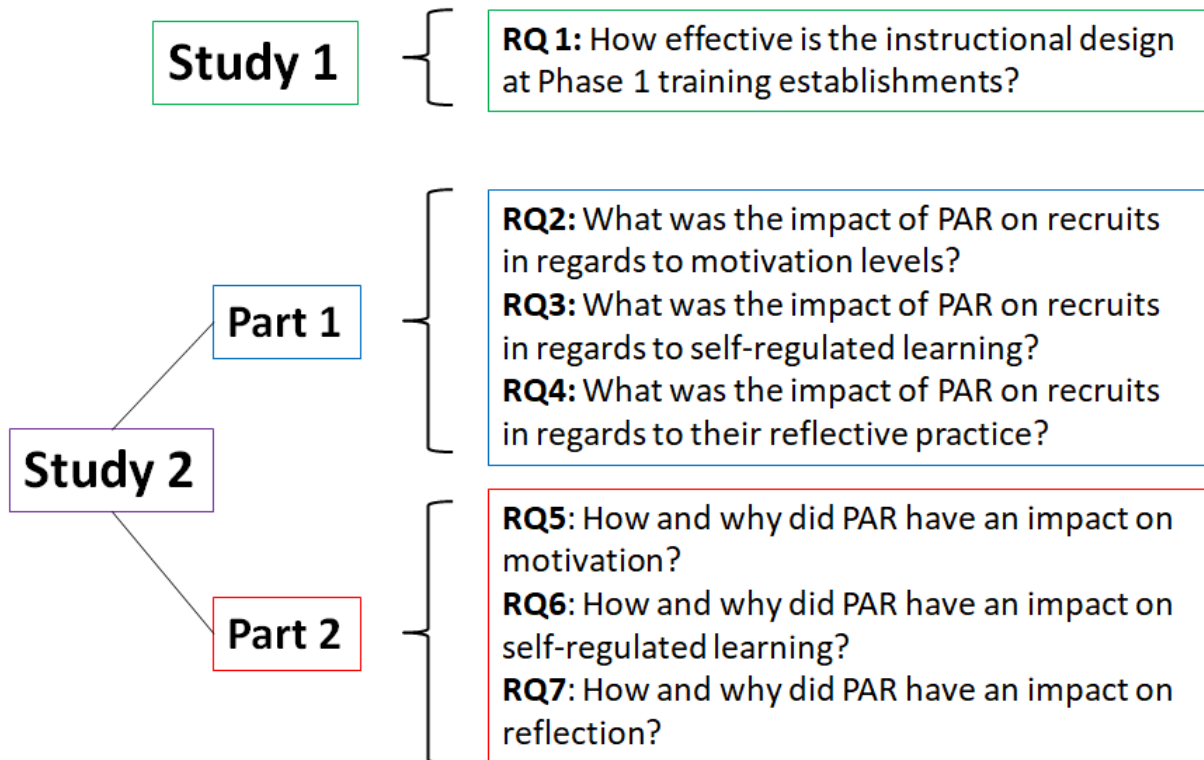 Study 1
RQ 1: How effective is the instructional design
at Phase 1 training establishments?
Study 2
Part 1
RQ2: What was the impact of PAR on recruits
in regards to motivation levels?
RQ3: What was the impact of PAR on recruits
in regards to self-regulated learning?
RQ4: What was the impact of PAR on recruits
in regards to their reflective practice?
Part 2
RQ5: How and why did PAR have an impact on
motivation?
RQ6: How and why did PAR have an impact on
self-regulated learning?
RQ7: How and why did PAR have an impact on
reflection?